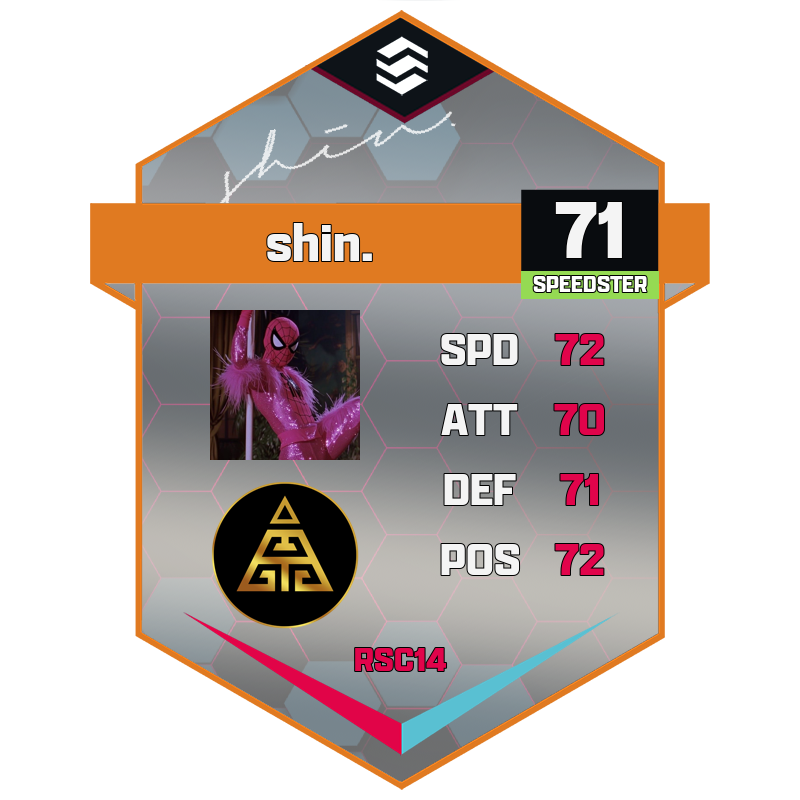 shin.
shin.
71
SPEEDSTER
SPD 72
ATT 70
DEF 71
POS 72
RSC14